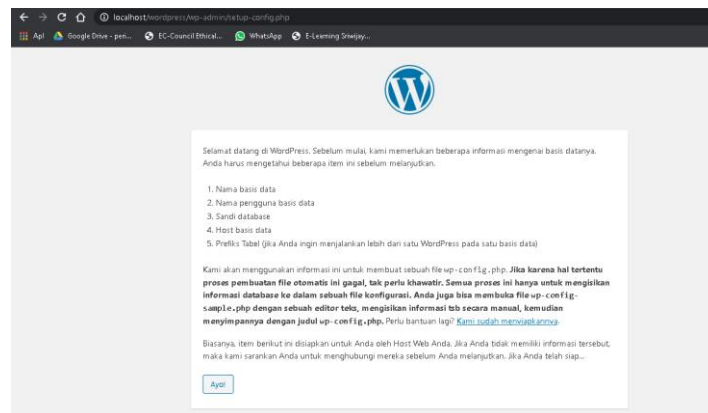 localhost/wordpress/wp-admin/setup-config.php
Apl Google Drive - pen... EC-Council Ethical... WhatsApp E-Learning Sriwijay...
Selamat datang di WordPress. Sebelum mulai, kami memerlukan beberapa informasi mengenai basis datanya.
Anda harus mengetahui beberapa item ini sebelum melanjutkan.
1. Nama basis data
2. Nama pengguna basis data
3. Sandi database
4. Host basis data
5. Prefiks Tabel (jika Anda ingin menjalankan lebih dari satu WordPress pada satu basis data)
Kami akan menggunakan informasi ini untuk membuat sebuah file wp-config.php. Jika karena hal tertentu
proses pembuatan file otomatis ini gagal, tak perlu khawatir. Semua proses ini hanya untuk mengisikan
informasi database ke dalam sebuah file konfigurasi. Anda juga bisa membuka file wp-config-
sample.php dengan sebuah editor teks, mengisikan informasi tsb secara manual, kemudian
menyimpannya dengan judul wp-config.php. Perlu bantuan lagi? Kami sudah menyiapkannya.
Biasanya, item berikut ini disiapkan untuk Anda oleh Host Web Anda. Jika Anda tidak memiliki informasi tersebut,
maka kami sarankan Anda untuk menghubungi mereka sebelum Anda melanjutkan. Jika Anda telah siap...
Ayo!